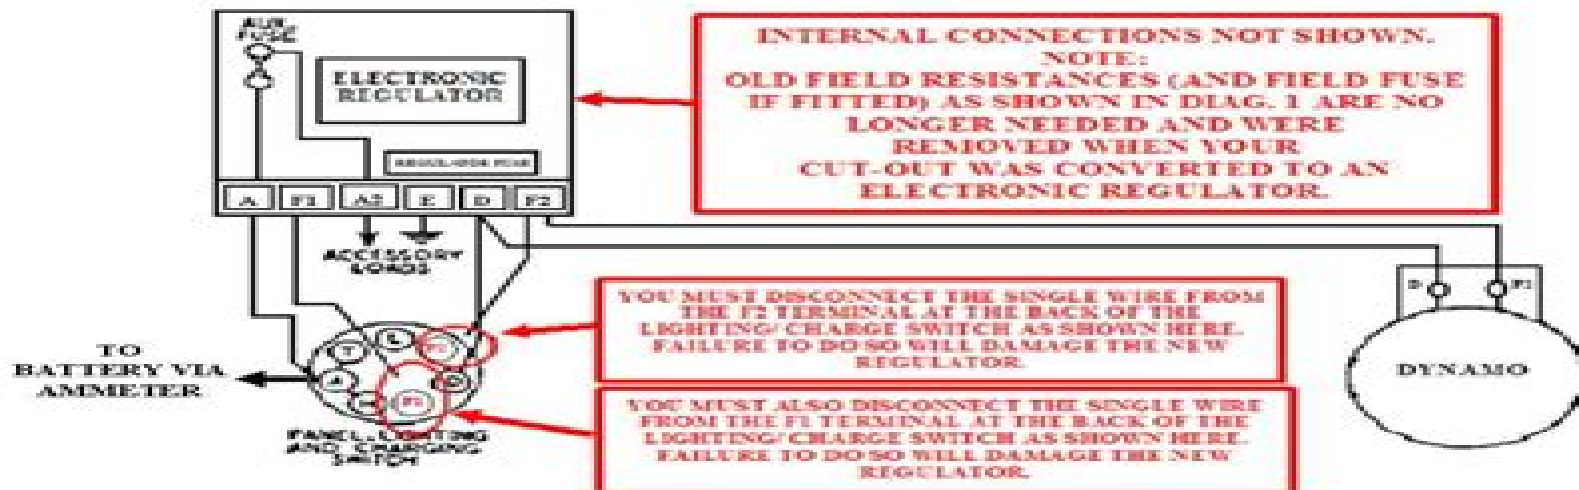 AUX.
FUSE
ELECTRONIC
REGULATOR
REGULATOR FUSE
A F1 A2 E D F2
ACCESSORY
LOADS
INTERNAL CONNECTIONS NOT SHOWN.
NOTE:
OLD FIELD RESISTANCES (AND FIELD FUSE
IF FITTED) AS SHOWN IN DIAG. 1 ARE NO
LONGER NEEDED AND WERE
REMOVED WHEN YOUR
CUT-OUT WAS CONVERTED TO AN
ELECTRONIC REGULATOR.
YOU MUST DISCONNECT THE SINGLE WIRE FROM
THE F2 TERMINAL AT THE BACK OF THE
LIGHTING/ CHARGE SWITCH AS SHOWN HERE.
FAILURE TO DO SO WILL DAMAGE THE NEW
REGULATOR.
D F1
DYNAMO
TO
BATTERY VIA
AMMETER
L
T
A
PANEL, LIGHTING
AND CHARGING
SWITCH
YOU MUST ALSO DISCONNECT THE SINGLE WIRE
FROM THE F1 TERMINAL AT THE BACK OF THE
LIGHTING/ CHARGE SWITCH AS SHOWN HERE.
FAILURE TO DO SO WILL DAMAGE THE NEW
REGULATOR.